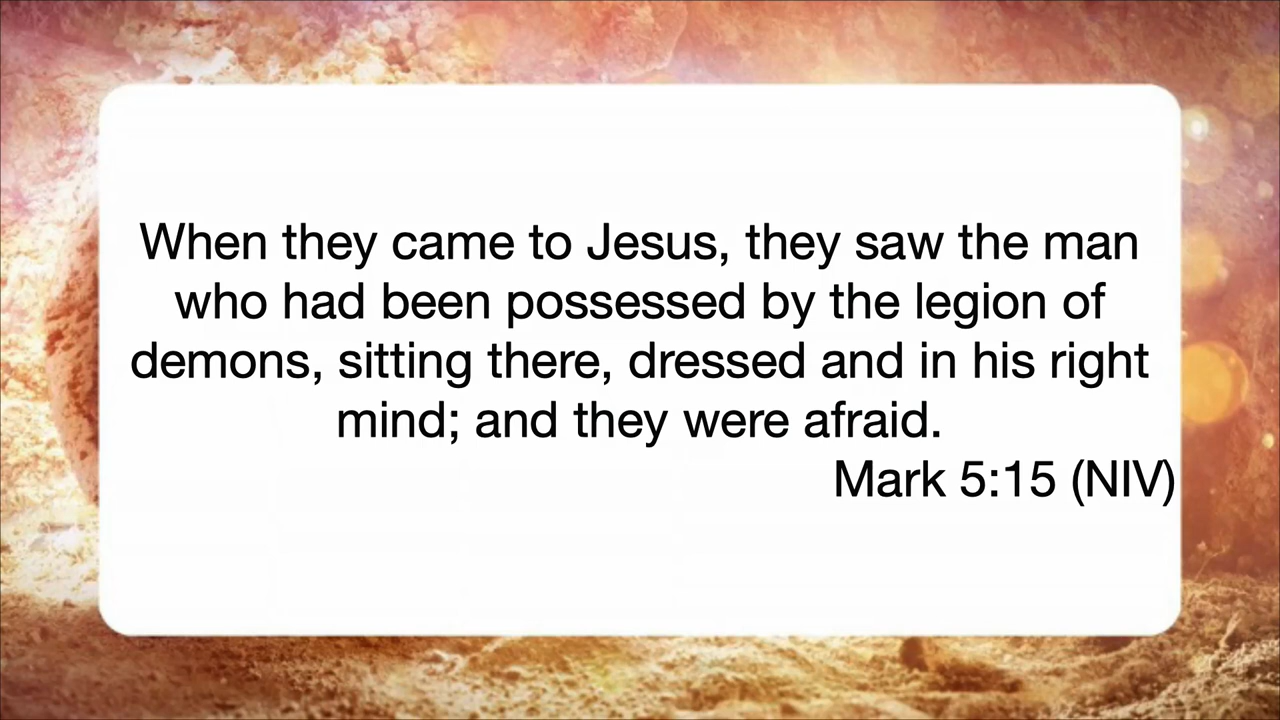 When they came to Jesus, they saw the man
who had been possessed by the legion of
demons, sitting there, dressed and in his right
mind; and they were afraid.
Mark 5:15 (NIV)